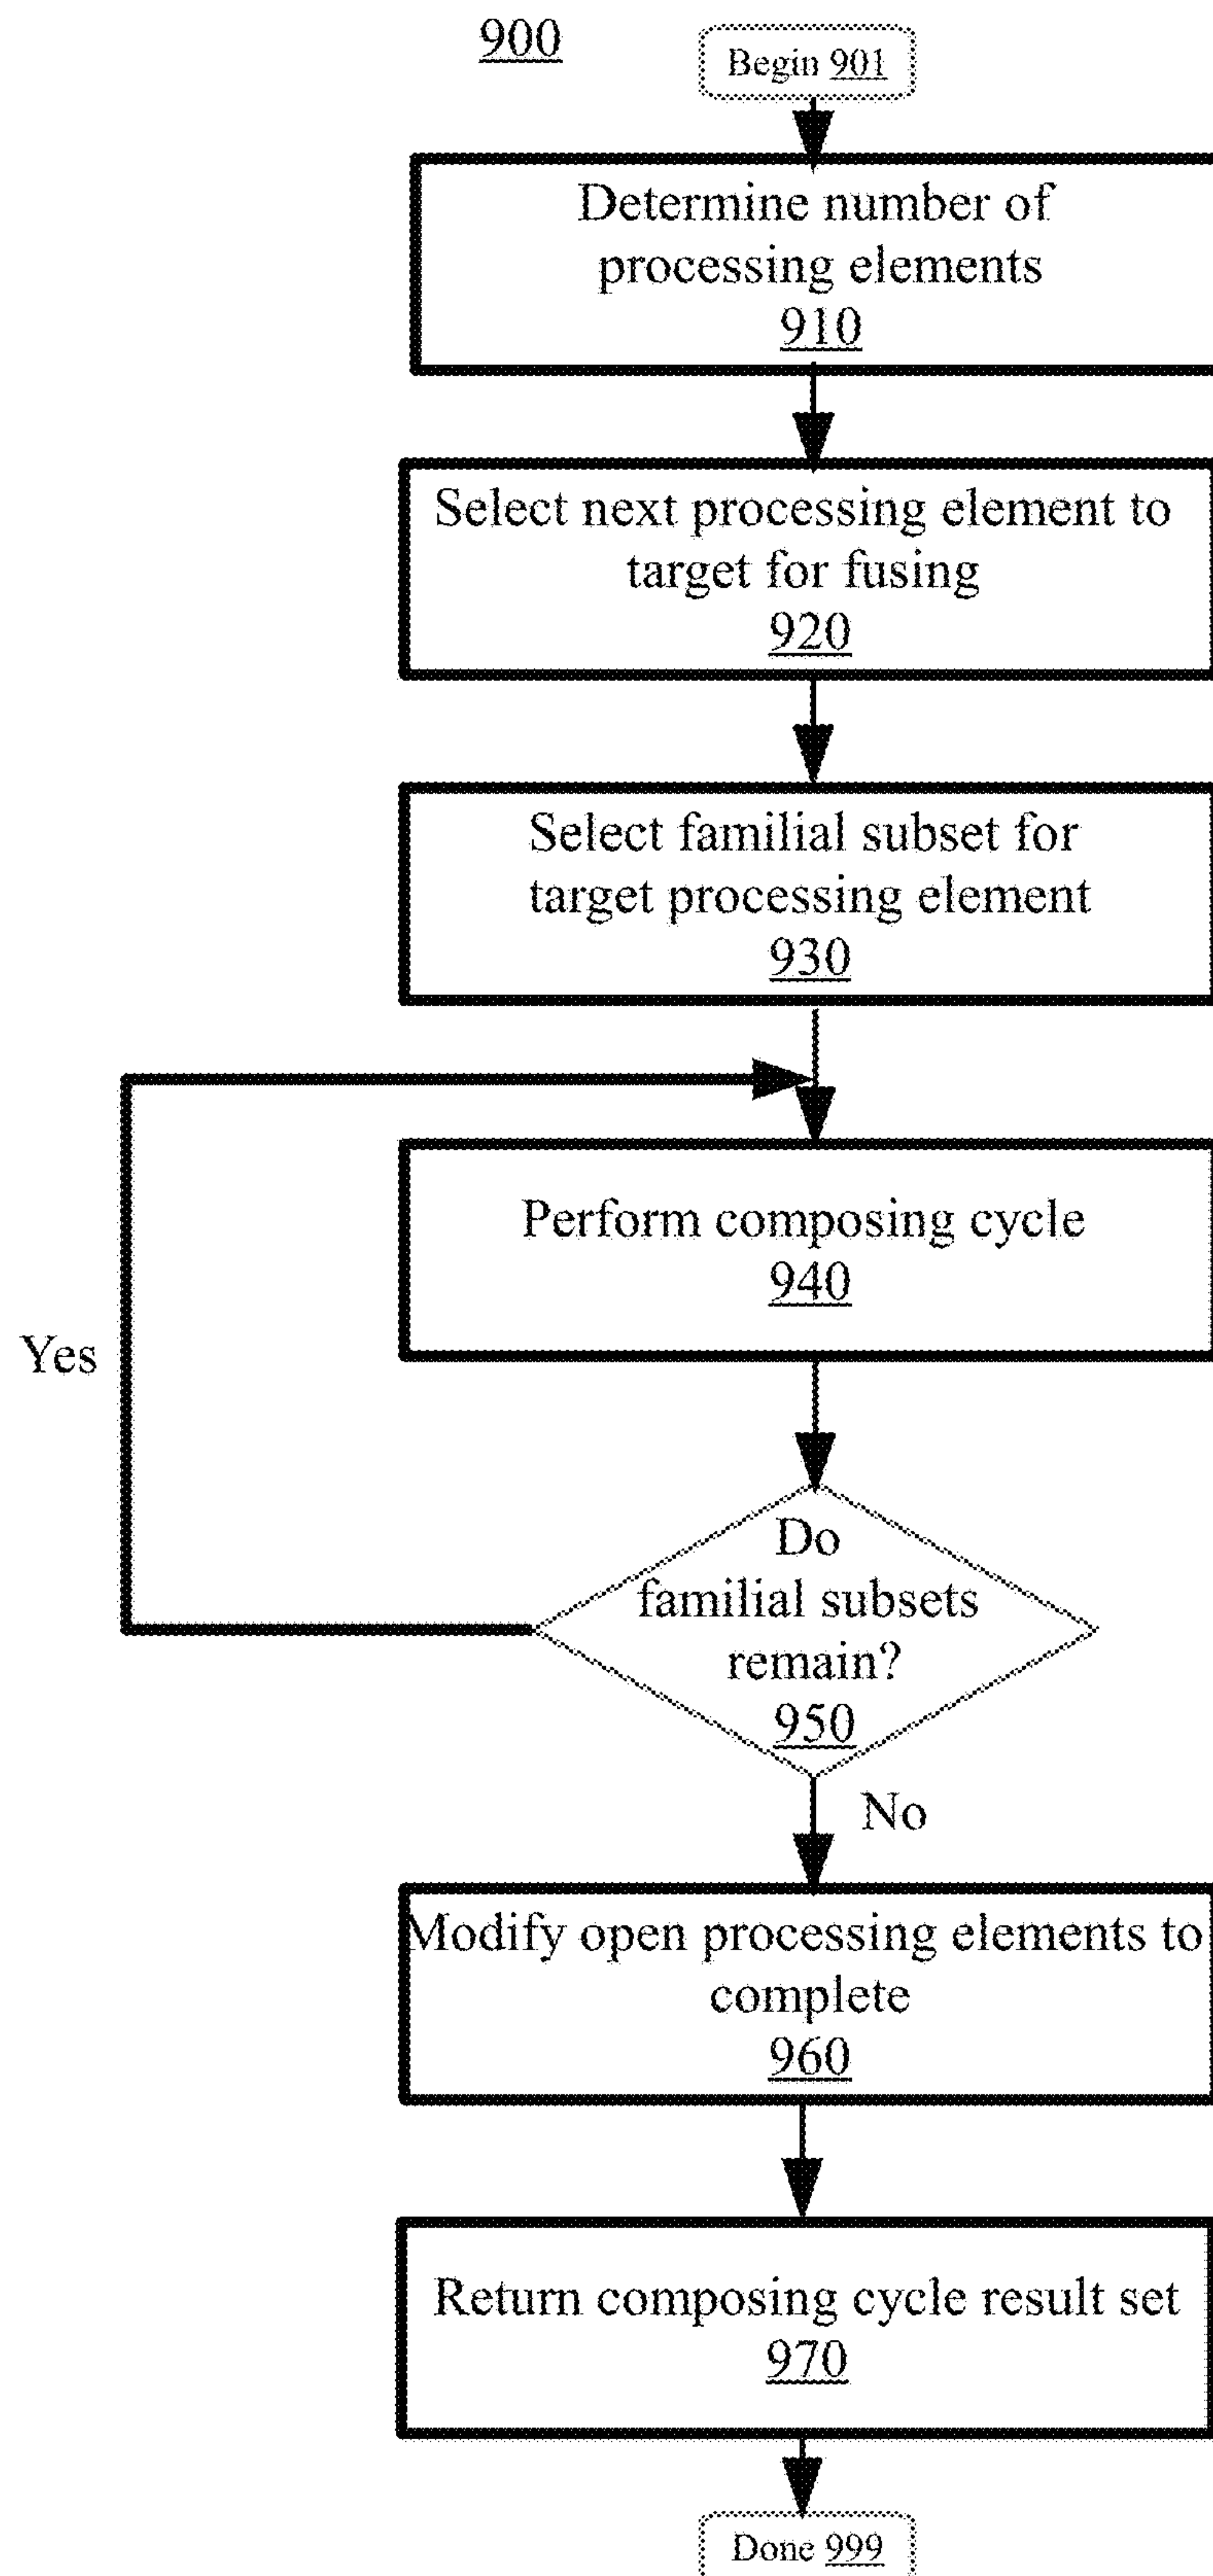 900
Begin 901
Determine number of
processing elements
910
Select next processing element to
target for fusing
920
Select familial subset for
target processing element
930
Perform composing cycle
940
Yes
Do
familial subsets
remain?
950
No
Modify open processing elements to
complete
960
Return composing cycle result set
970
Done 999